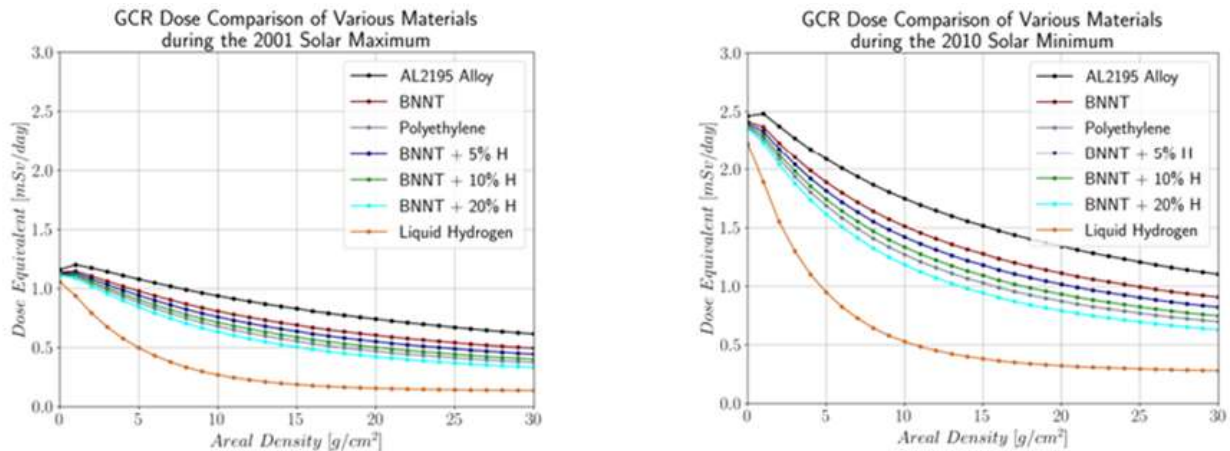 GCR Dose Comparison of Various Materials
during the 2001 Solar Maximum
3.0
2.5
2.0
1.5
1.0
0.5
0.0
Dose Equivalent [mSv/day]
AL2195 Alloy
BNNT
Polyethylene
BNNT + 5% H
BNNT + 10% H
BNNT + 20% H
Liquid Hydrogen
0 5 10 15 20 25 30
Areal Density [g/cm²]
GCR Dose Comparison of Various Materials
during the 2010 Solar Minimum
3.0
2.5
2.0
1.5
1.0
0.5
0.0
Dose Equivalent [mSv/day]
AL2195 Alloy
BNNT
Polyethylene
BNNT + 5% H
BNNT + 10% H
BNNT + 20% H
Liquid Hydrogen
0 5 10 15 20 25 30
Areal Density [g/cm²]